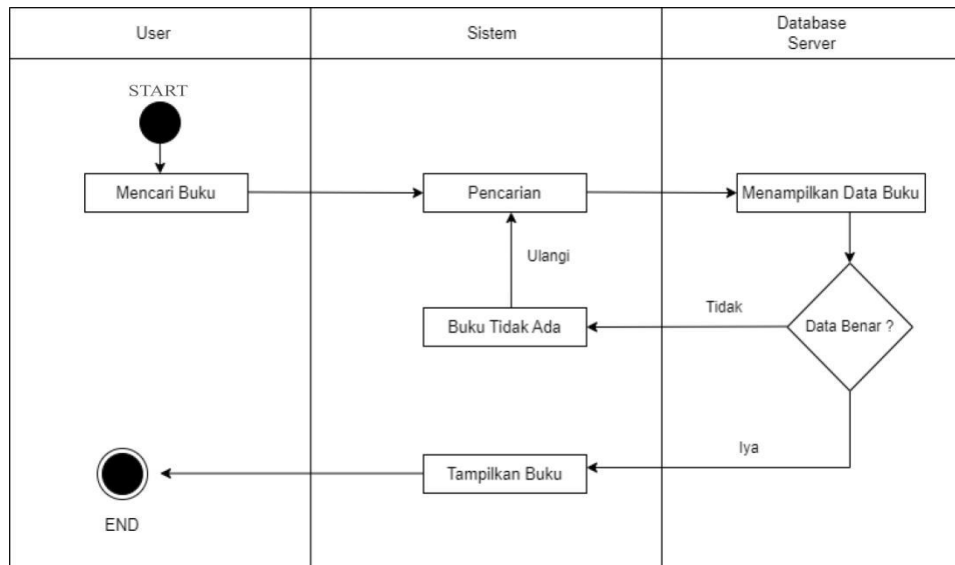 User
Sistem
Database
Server
START
Mencari Buku
Pencarian
Menampilkan Data Buku
Ulangi
Buku Tidak Ada
Tidak
Data Benar ?
Iya
Tampilkan Buku
END